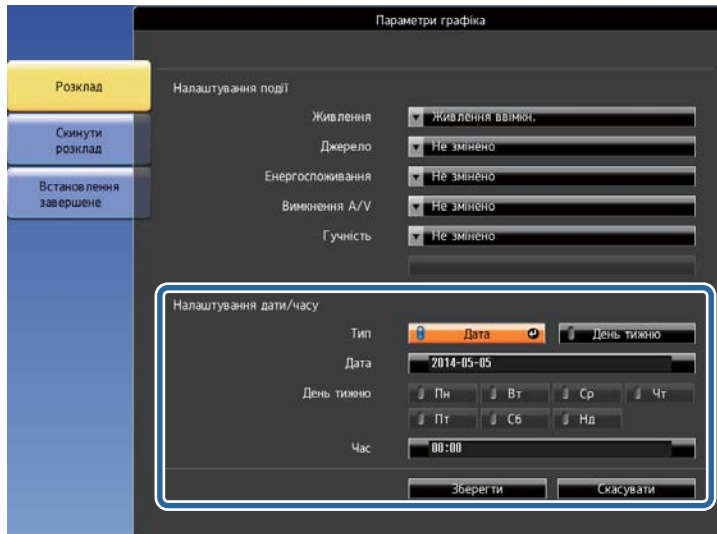 Параметри графіка
Розклад
Скинути
розклад
Встановлення
завершене
Налаштування події
Живлення Живлення ввімкн.
Джерело Не змінено
Енергоспоживання Не змінено
Вимкнення A/V Не змінено
Гучність Не змінено
Налаштування дати/часу
Тип Дата День тижню
Дата 2014-05-05
День тижню Пн Вт Ср Чт
Пт Сб Нд
Час 00:00
Зберегти Скасувати